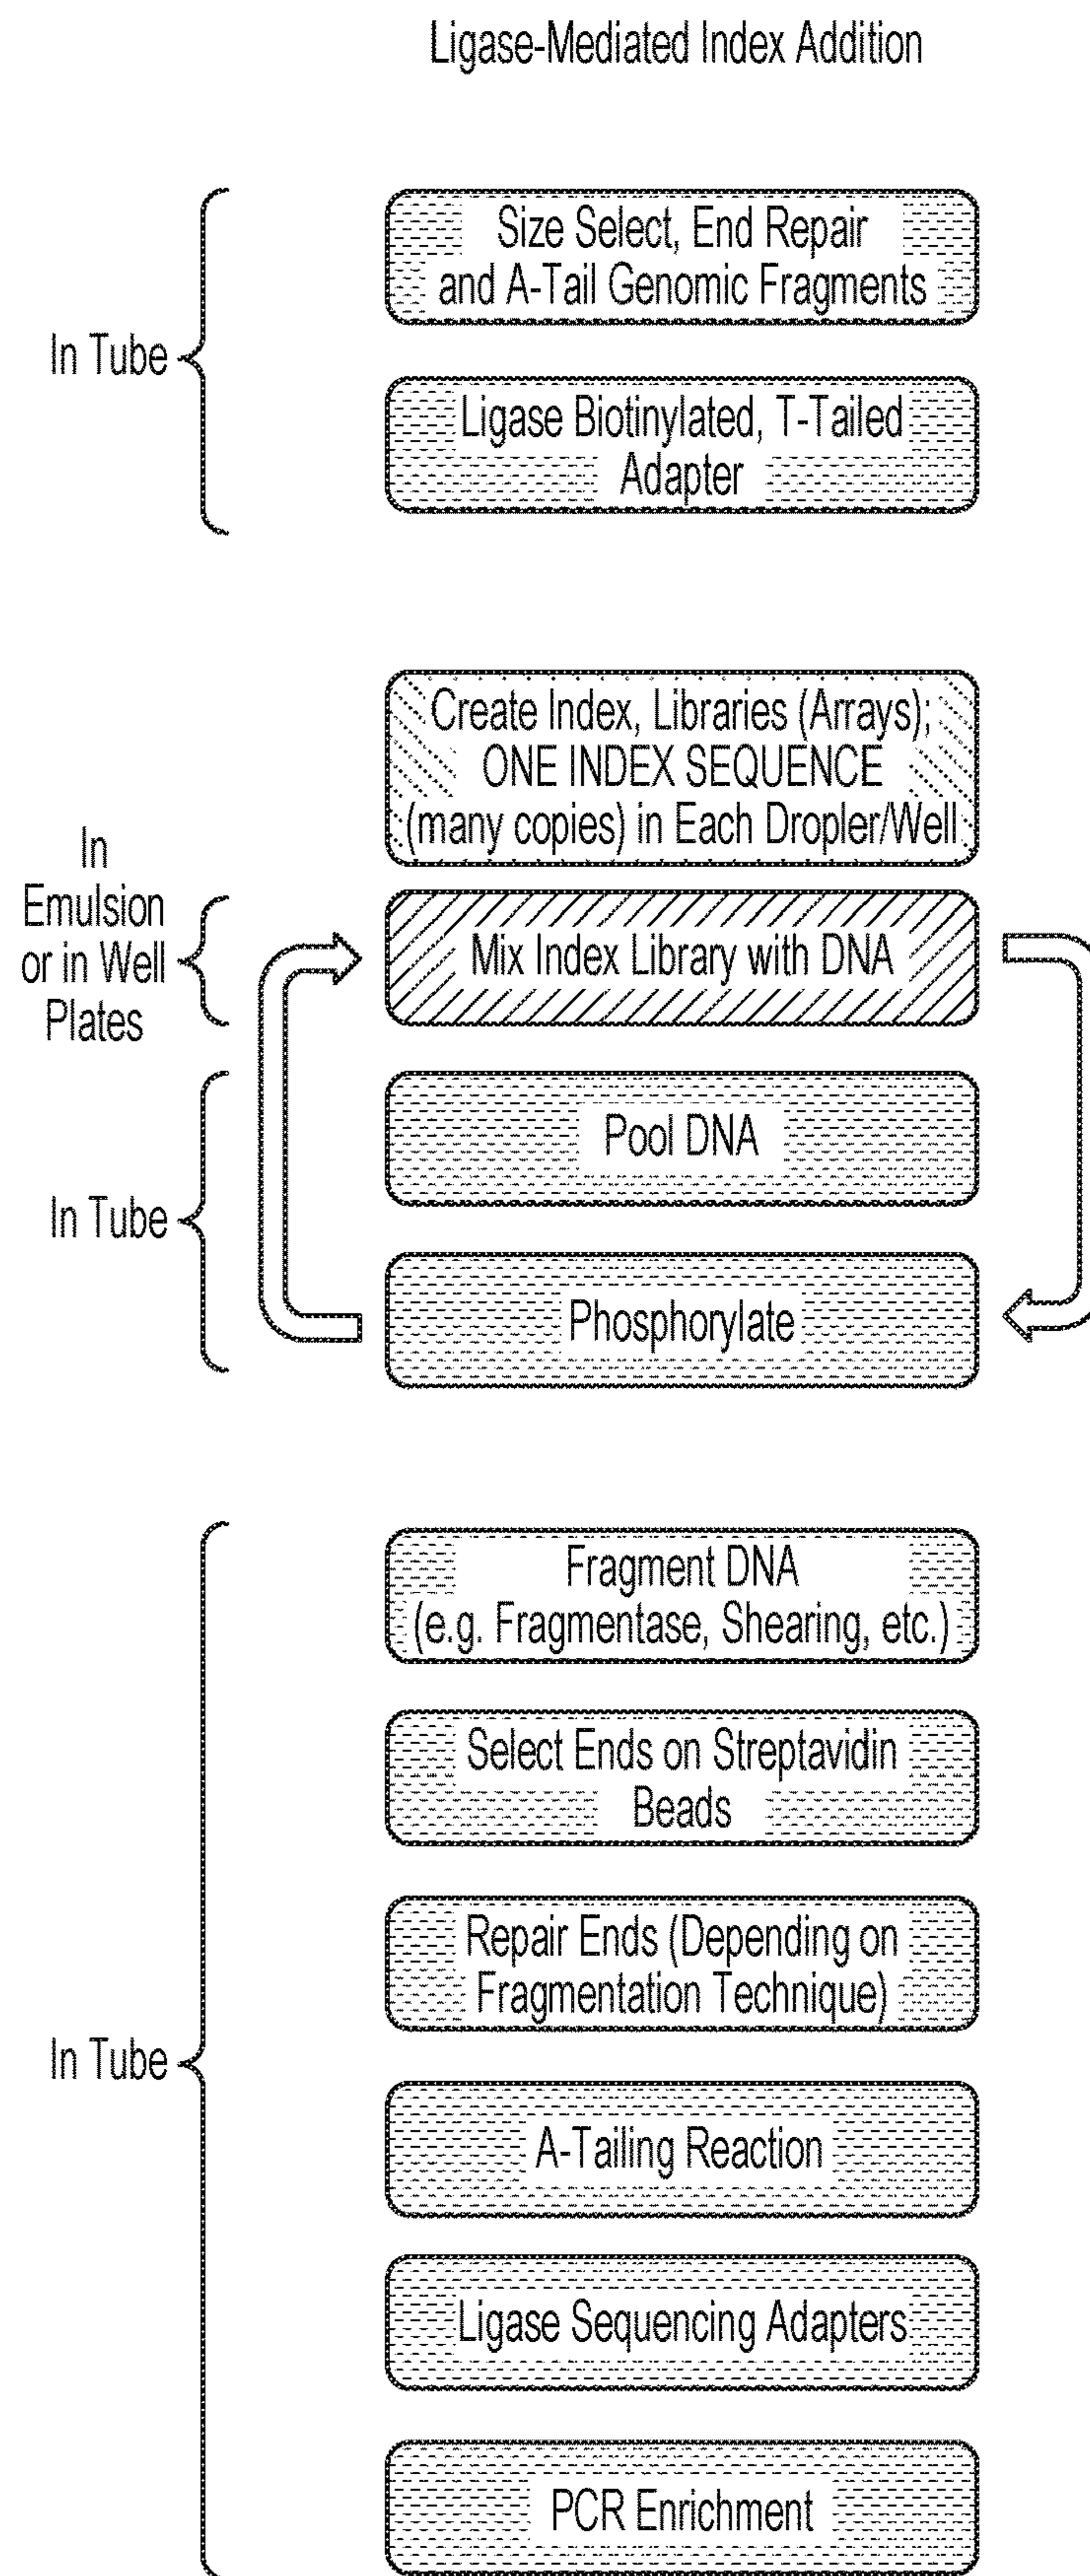 Ligase-Mediated Index Addition
In Tube
Size Select, End Repair
and A-Tail Genomic Fragments
Ligase Biotinylated, T-Tailed
Adapter
Create Index, Libraries (Arrays);
ONE INDEX SEQUENCE
(many copies) in Each Dropler/Well
In
Emulsion
or in Well
Plates
Mix Index Library with DNA
In Tube
Pool DNA
Phosphorylate
In Tube
Fragment DNA
(e.g. Fragmentase, Shearing, etc.)
Select Ends on Streptavidin
Beads
Repair Ends (Depending on
Fragmentation Technique)
A-Tailing Reaction
Ligase Sequencing Adapters
PCR Enrichment